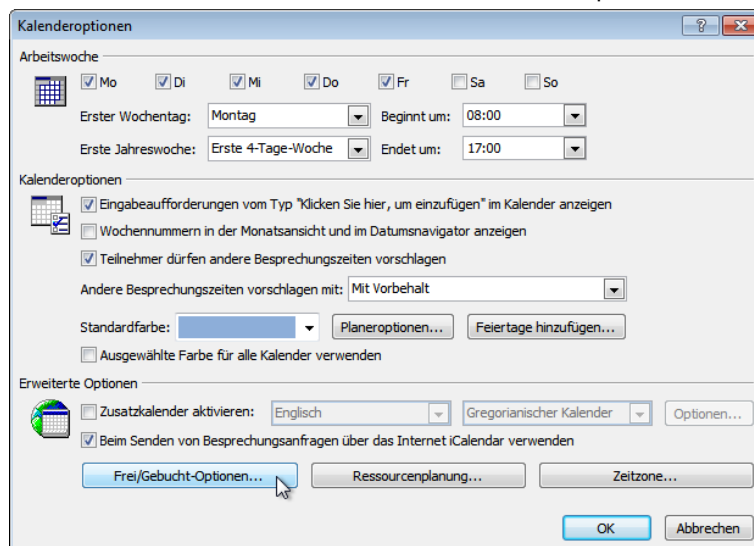 Kalenderoptionen
Arbeitswoche
Mo Di Mi Do Fr Sa So
Erster Wochentag: Montag Beginnt um: 08:00
Erste Jahreswoche: Erste 4-Tage-Woche Endet um: 17:00
Kalenderoptionen
Eingabeaufforderungen vom Typ "Klicken Sie hier, um einzufügen" im Kalender anzeigen
Wochennummern in der Monatsansicht und im Datumsnavigator anzeigen
Teilnehmer dürfen andere Besprechungszeiten vorschlagen
Andere Besprechungszeiten vorschlagen mit: Mit Vorbehalt
Standardfarbe: Planeroptionen... Feiertage hinzufügen...
Ausgewählte Farbe für alle Kalender verwenden
Erweiterte Optionen
Zusatzkalender aktivieren: Englisch Gregorianischer Kalender Optionen...
Beim Senden von Besprechungsanfragen über das Internet iCalendar verwenden
Frei/Gebucht-Optionen... Ressourcenplanung... Zeitzone...
OK Abbrechen